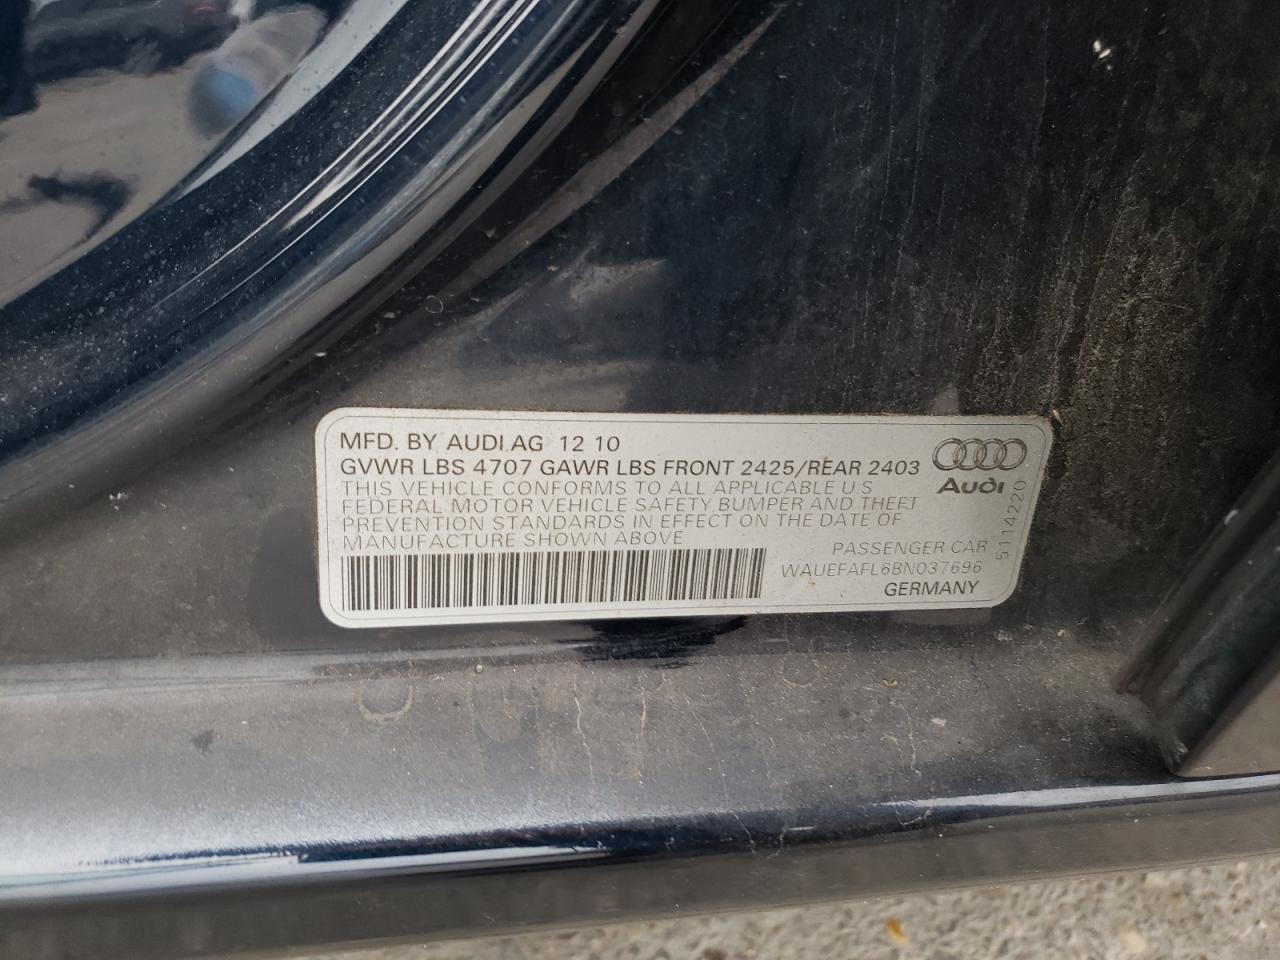 MFD. BY AUDI AG 12 10
GVWR LBS 4707 GAWR LBS FRONT 2425/REAR 2403
THIS VEHICLE CONFORMS TO ALL APPLICABLE U.S
FEDERAL MOTOR VEHICLE SAFETY, BUMPER AND THEFT
PREVENTION STANDARDS IN EFFECT ON THE DATE OF
MANUFACTURE SHOWN ABOVE
Audi
5114220
PASSENGER CAR
WAUEFAFL6BN037696
GERMANY